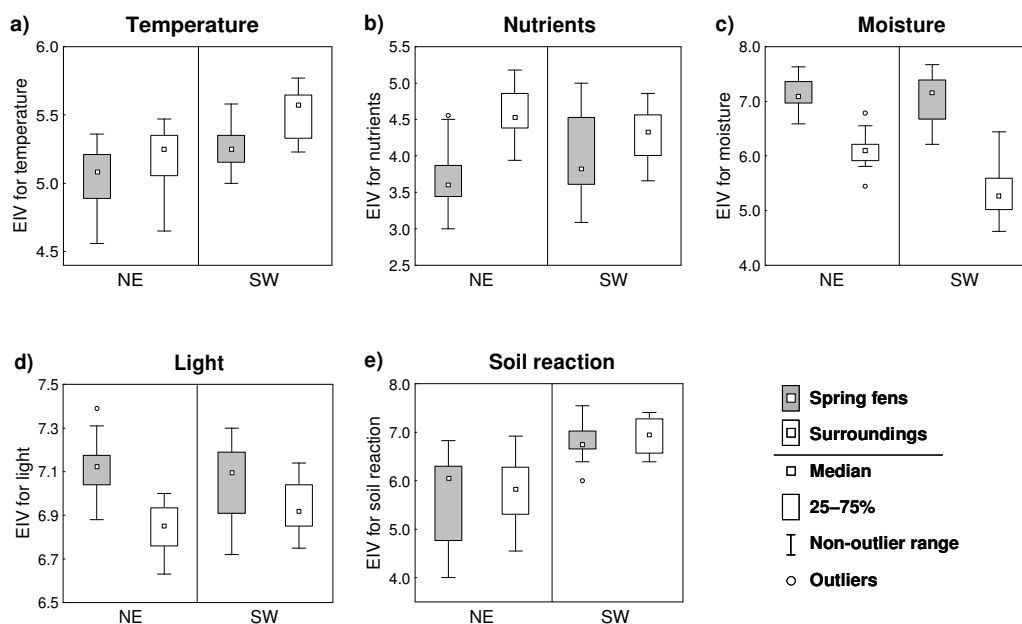 a) Temperature
EIV for temperature
6.0
5.5
5.0
4.5
NE SW
b) Nutrients
EIV for nutrients
5.5
5.0
4.5
4.0
3.5
3.0
2.5
NE SW
c) Moisture
EIV for moisture
8.0
7.0
6.0
5.0
4.0
NE SW
d) Light
EIV for light
7.5
7.3
7.1
6.9
6.7
6.5
NE SW
e) Soil reaction
EIV for soil reaction
8.0
7.0
6.0
5.0
4.0
NE SW
Spring fens
Surroundings
Median
25–75%
Non-outlier range
Outliers